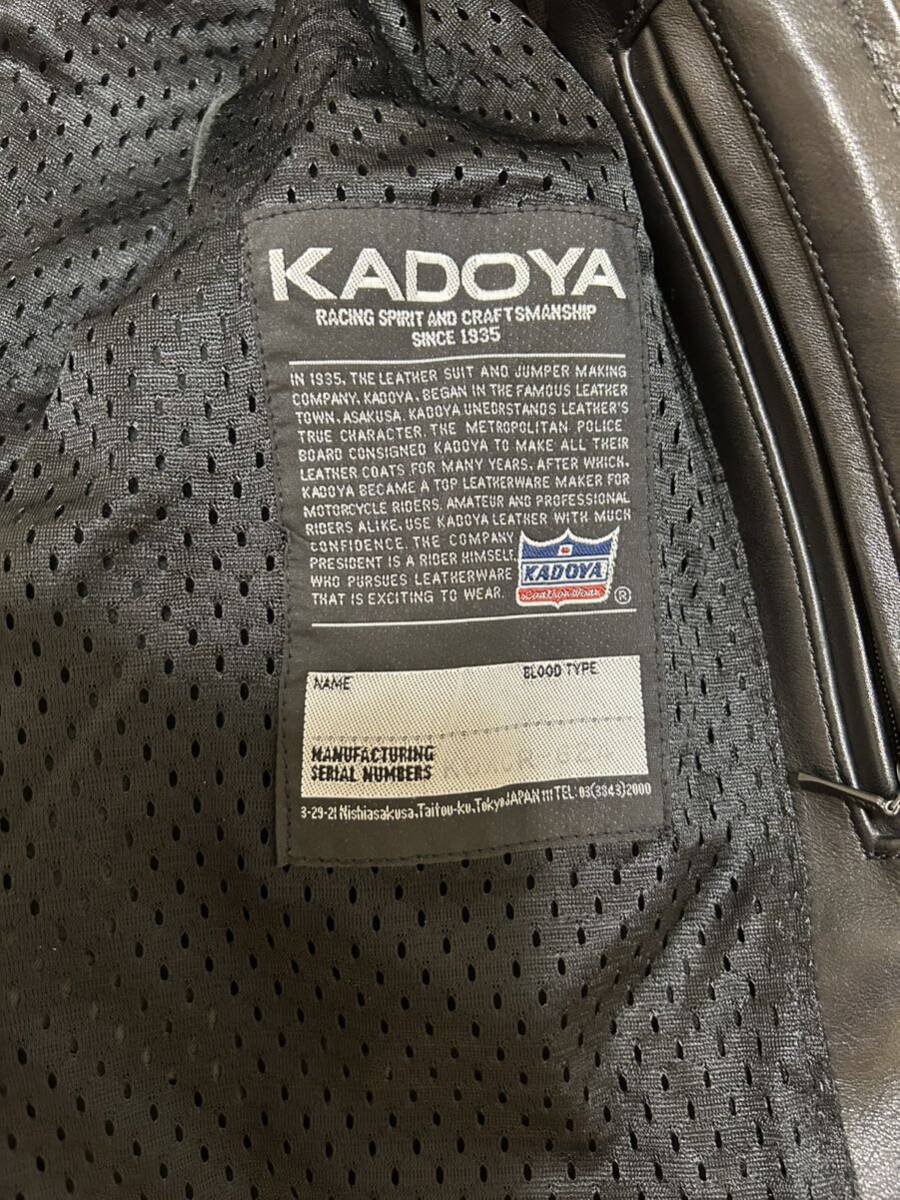 KADOYA
RACING SPIRIT AND CRAFTSMANSHIP
SINCE 1935
IN 1935, THE LEATHER SUIT AND JUMPER MAKING
COMPANY, KADOYA, BEGAN IN THE FAMOUS LEATHER
TOWN, ASAKUSA. KADOYA UNEDRSTANDS LEATHER'S
TRUE CHARACTER. THE METROPOLITAN POLICE
BOARD CONSIGNED KADOYA TO MAKE ALL THEIR
LEATHER COATS FOR MANY YEARS, AFTER WHICH,
KADOYA BECAME A TOP LEATHERWARE MAKER FOR
MOTORCYCLE RIDERS. AMATEUR AND PROFESSIONAL
RIDERS ALIKE, USE KADOYA LEATHER WITH MUCH
CONFIDENCE. THE COMPANY
PRESIDENT IS A RIDER HIMSELF,
WHO PURSUES LEATHERWARE
THAT IS EXCITING TO WEAR.
KADOYA
®
NAME BLOOD TYPE
MANUFACTURING
SERIAL NUMBERS
3-29-21 Nishiasakusa, Taitou-ku, Tokyo JAPAN 111 TEL: 03(3843)2000